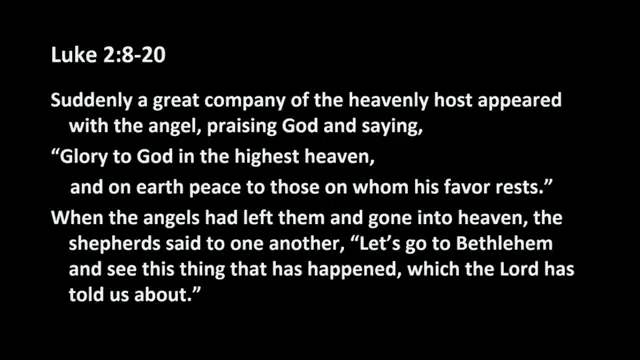 Luke 2:8-20
Suddenly a great company of the heavenly host appeared
with the angel, praising God and saying,
“Glory to God in the highest heaven,
and on earth peace to those on whom his favor rests.”
When the angels had left them and gone into heaven, the
shepherds said to one another, “Let’s go to Bethlehem
and see this thing that has happened, which the Lord has
told us about.”